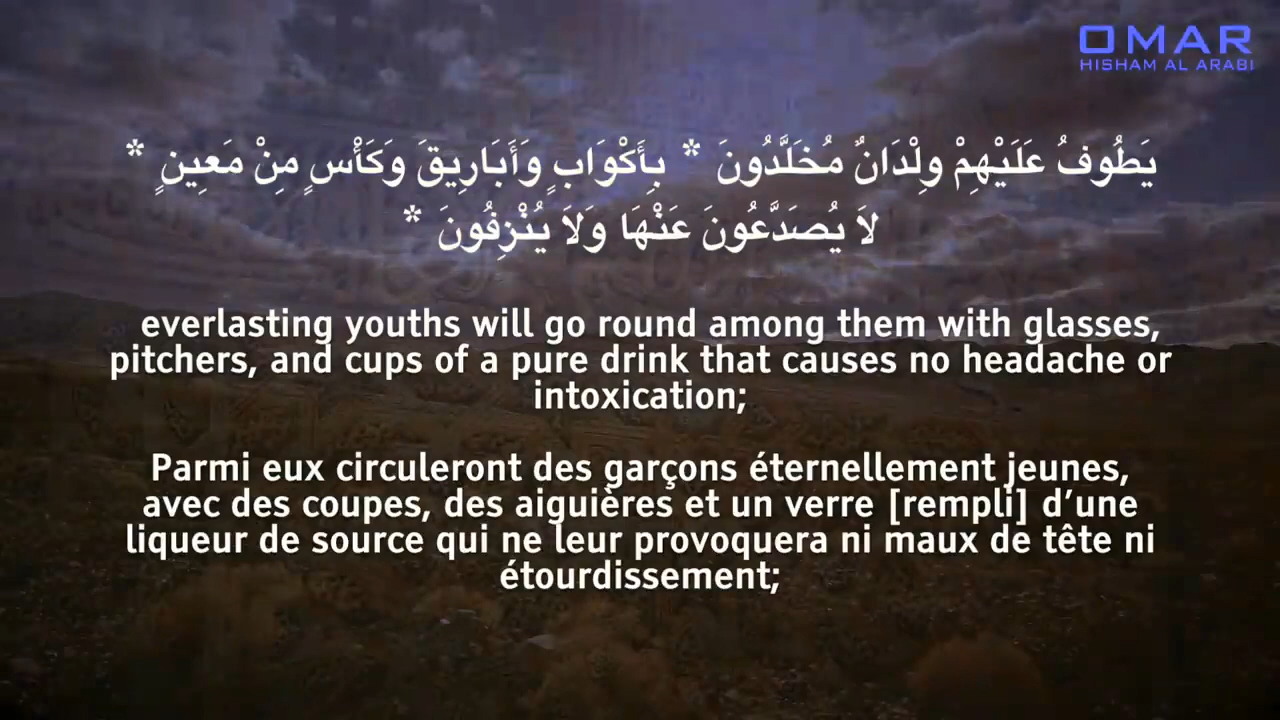 OMAR
HISHAM AL ARABI
يَطُوفُ عَلَيْهِمْ وِلْدَانٌ مُخَلَّدُونَ * بِأَكْوَابٍ وَأَبَارِيقَ وَكَأْسٍ مِنْ مَعِينٍ *
لاَ يُصَدَّعُونَ عَنْهَا وَلاَ يُنْزِفُونَ *
everlasting youths will go round among them with glasses,
pitchers, and cups of a pure drink that causes no headache or
intoxication;
Parmi eux circuleront des garçons éternellement jeunes,
avec des coupes, des aiguières et un verre [rempli] d’une
liqueur de source qui ne leur provoquera ni maux de tête ni
étourdissement;